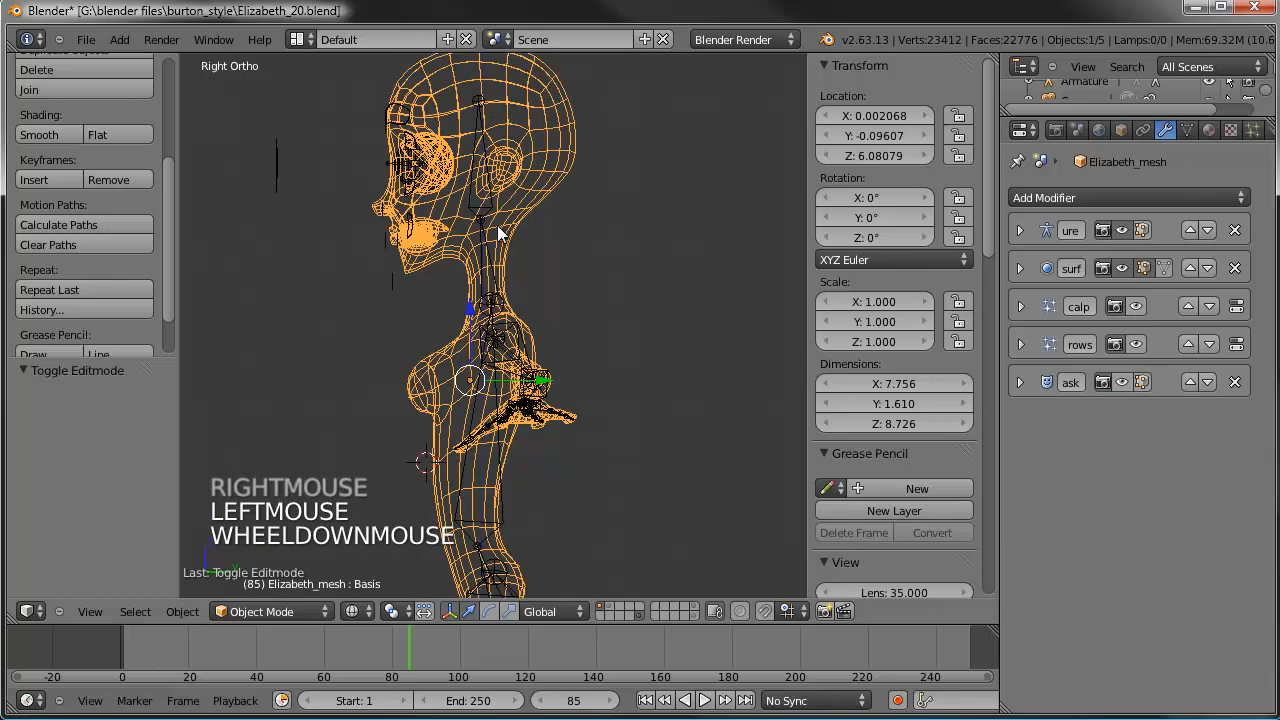 Blender* [G:\blender files\burton_style\Elizabeth_20.blend]
File Add Render Window Help Default Scene Blender Render v2.63.13 | Verts:23412 | Faces:22776 | Objects:1/5 | Lamps:0/0 | Mem:69.32M (10.6
Delete
Join
Shading:
Smooth Flat
Keyframes:
Insert Remove
Motion Paths:
Calculate Paths
Clear Paths
Repeat:
Repeat Last
History...
Grease Pencil:
Draw Line
Toggle Editmode
Right Ortho
RIGHTMOUSE
LEFTMOUSE
WHEELDOWNMOUSE
Last: Toggle Editmode
(85) Elizabeth_mesh : Basis
Transform
Location:
X: 0.002068
Y: -0.09607
Z: 6.08079
Rotation:
X: 0°
Y: 0°
Z: 0°
XYZ Euler
Scale:
X: 1.000
Y: 1.000
Z: 1.000
Dimensions:
X: 7.756
Y: 1.610
Z: 8.726
Grease Pencil
New
New Layer
Delete Frame Convert
View
Lens: 35.000
View Search All Scenes
Armature
Elizabeth_mesh
Add Modifier
ure
surf
calp
rows
ask
View Select Object Object Mode Global
-20 0 20 40 60 80 100 120 140 160 180 200 220 240
View Marker Frame Playback Start: 1 End: 250 85 No Sync